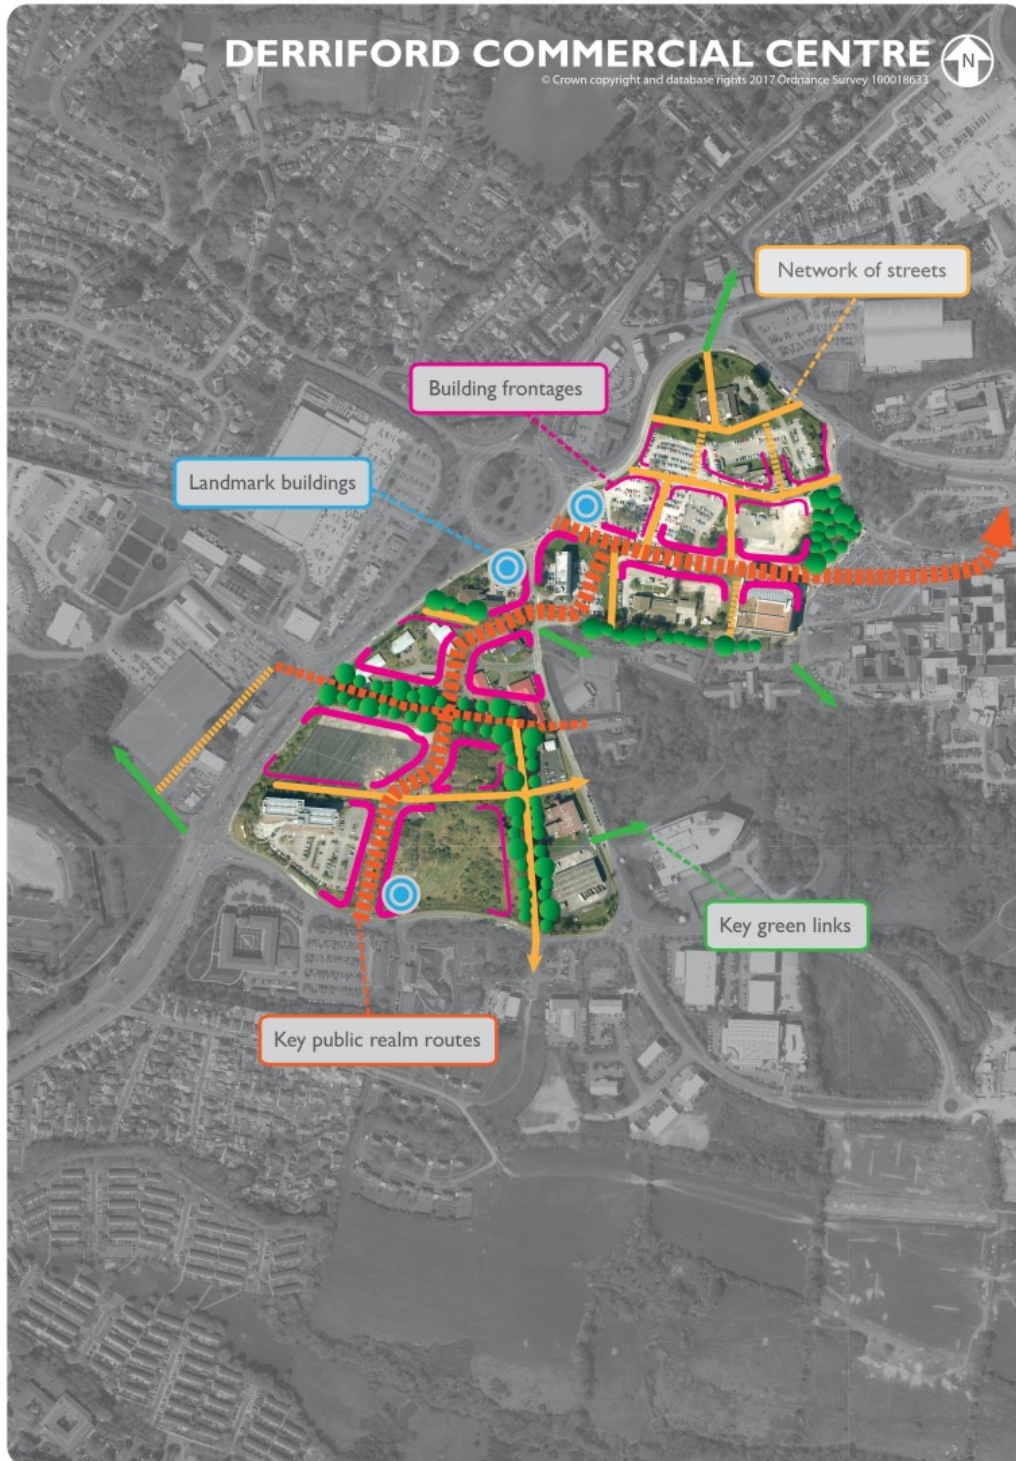 DERRIFORD COMMERCIAL CENTRE
N
© Crown copyright and database rights 2017 Ordnance Survey 100018633
Network of streets
Building frontages
Landmark buildings
Key green links
Key public realm routes